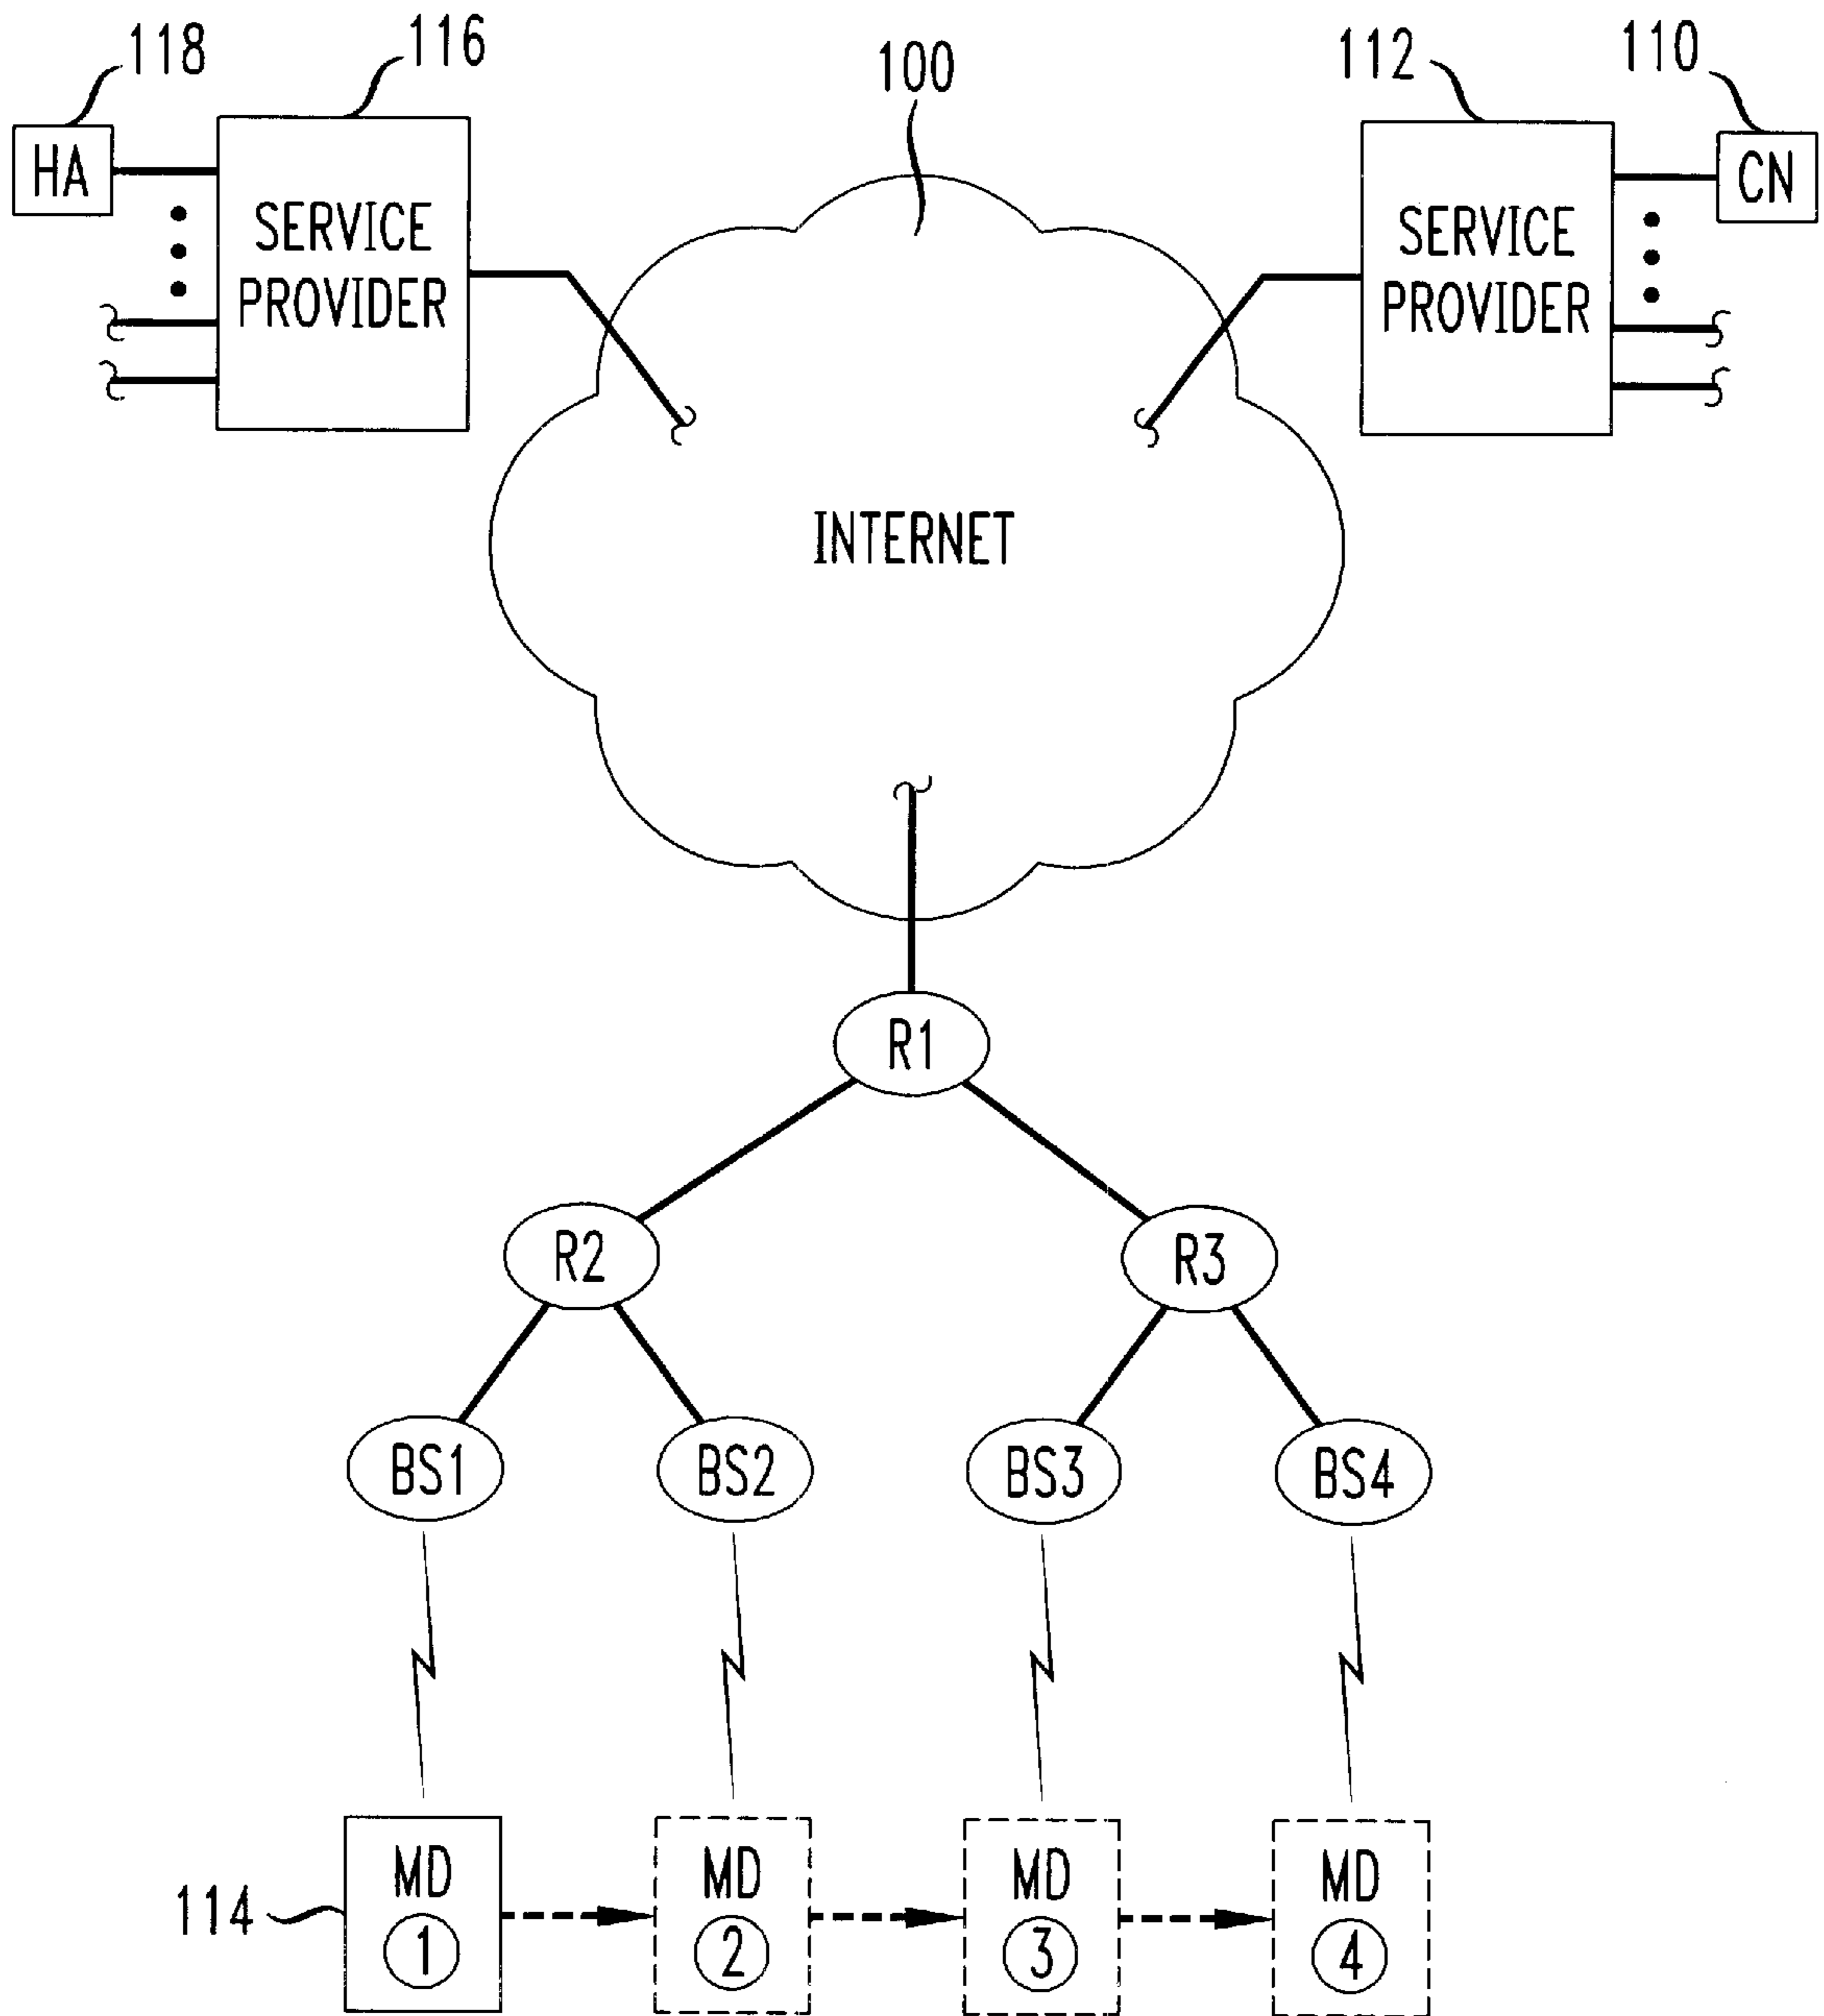 118
116
100
112
110
HA
SERVICE
PROVIDER
SERVICE
PROVIDER
CN
INTERNET
R1
R2
R3
BS1
BS2
BS3
BS4
114
MD
1
MD
2
MD
3
MD
4